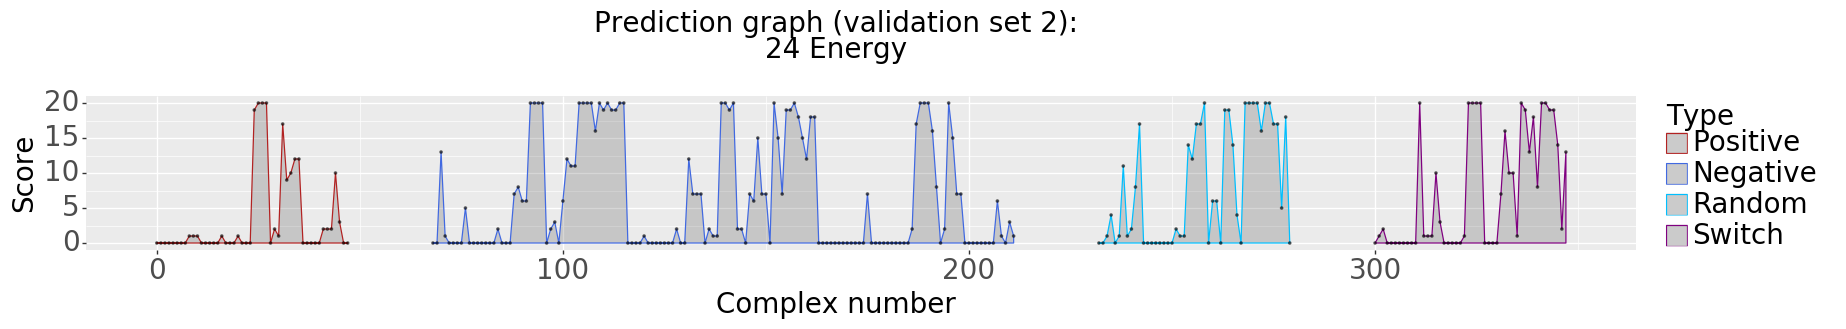 Prediction graph (validation set 2):
24 Energy
Score
20
15
10
5
0
0 100 200 300
Complex number
Type
Positive
Negative
Random
Switch